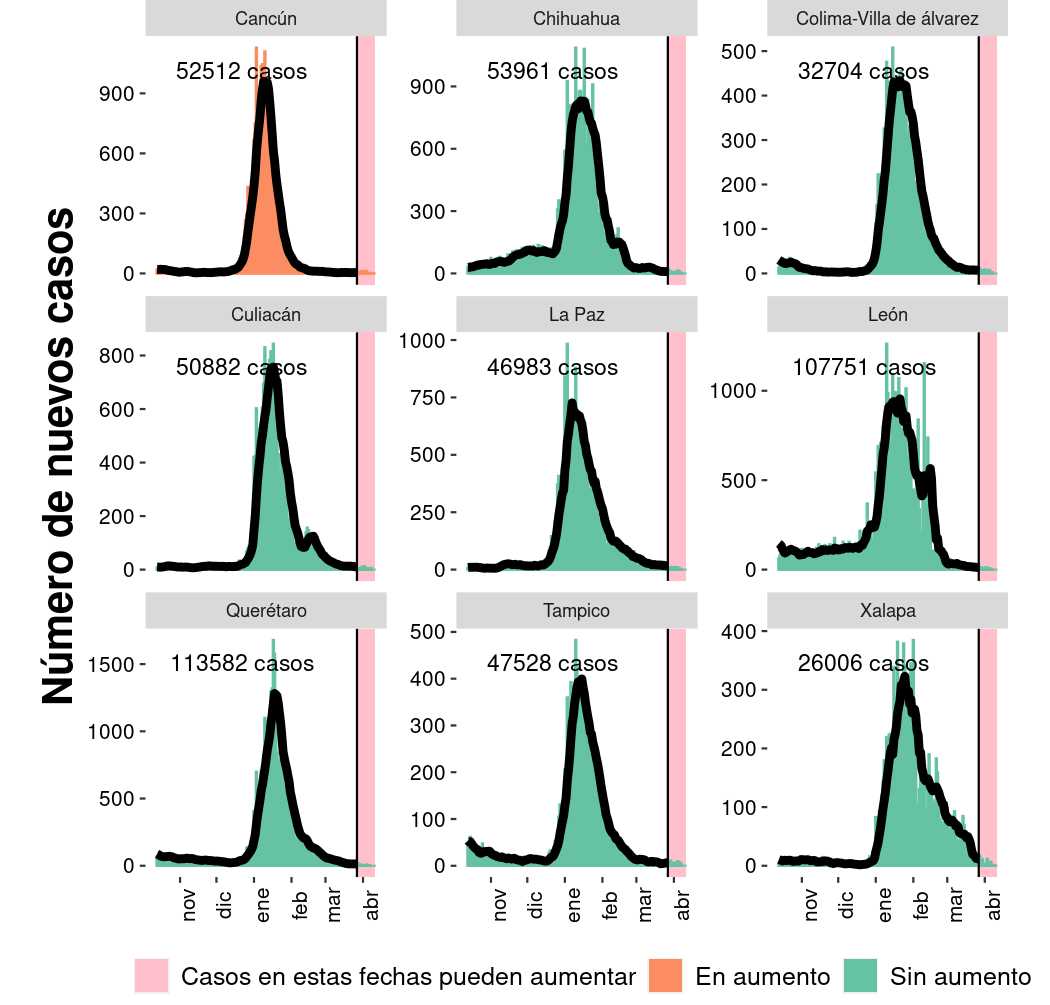 Número de nuevos casos
Cancún
Chihuahua
Colima-Villa de álvarez
52512 casos
53961 casos
32704 casos
900
600
300
0
900
600
300
0
500
400
300
200
100
0
Culiacán
La Paz
León
50882 casos
46983 casos
107751 casos
800
600
400
200
0
1000
750
500
250
0
1000
500
0
Querétaro
Tampico
Xalapa
113582 casos
47528 casos
26006 casos
1500
1000
500
0
500
400
300
200
100
0
400
300
200
100
0
nov
dic
ene
feb
mar
abr
nov
dic
ene
feb
mar
abr
nov
dic
ene
feb
mar
abr
Casos en estas fechas pueden aumentar
En aumento
Sin aumento